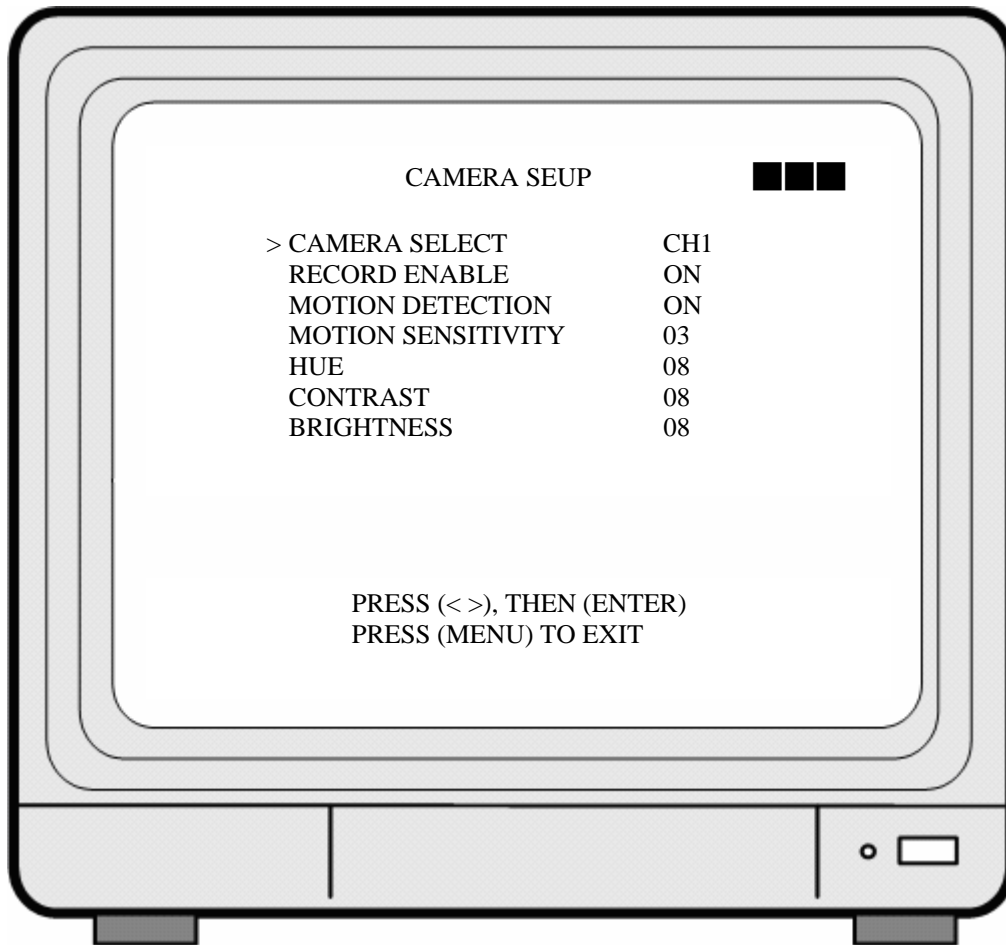 CAMERA SEUP
> CAMERA SELECT CH1
RECORD ENABLE ON
MOTION DETECTION ON
MOTION SENSITIVITY 03
HUE 08
CONTRAST 08
BRIGHTNESS 08
PRESS (< >), THEN (ENTER)
PRESS (MENU) TO EXIT